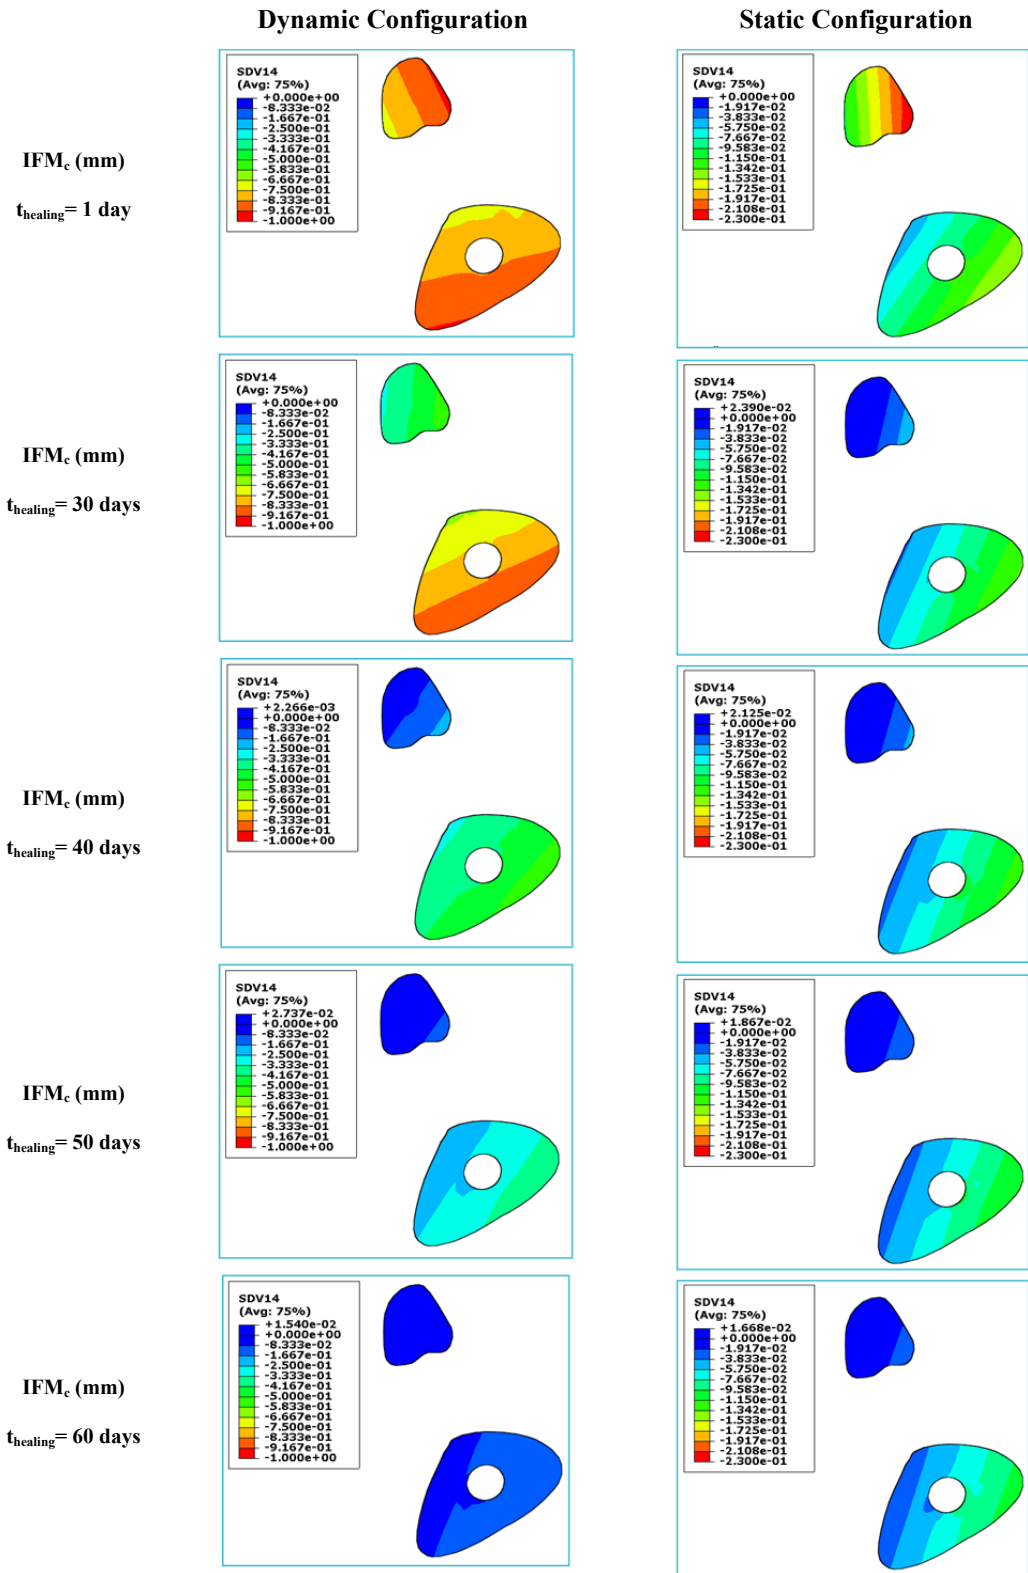 Dynamic Configuration
Static Configuration
IFMc (mm)
thealing= 1 day
SDV14
(Avg: 75%)
+0.000e+00
-8.333e-02
-1.667e-01
-2.500e-01
-3.333e-01
-4.167e-01
-5.000e-01
-5.833e-01
-6.667e-01
-7.500e-01
-8.333e-01
-9.167e-01
-1.000e+00
SDV14
(Avg: 75%)
+0.000e+00
-1.917e-02
-3.833e-02
-5.750e-02
-7.667e-02
-9.583e-02
-1.150e-01
-1.342e-01
-1.533e-01
-1.725e-01
-1.917e-01
-2.108e-01
-2.300e-01
IFMc (mm)
thealing= 30 days
SDV14
(Avg: 75%)
+0.000e+00
-8.333e-02
-1.667e-01
-2.500e-01
-3.333e-01
-4.167e-01
-5.000e-01
-5.833e-01
-6.667e-01
-7.500e-01
-8.333e-01
-9.167e-01
-1.000e+00
SDV14
(Avg: 75%)
+2.390e-02
+0.000e+00
-1.917e-02
-3.833e-02
-5.750e-02
-7.667e-02
-9.583e-02
-1.150e-01
-1.342e-01
-1.533e-01
-1.725e-01
-1.917e-01
-2.108e-01
-2.300e-01
IFMc (mm)
thealing= 40 days
SDV14
(Avg: 75%)
+2.266e-03
+0.000e+00
-8.333e-02
-1.667e-01
-2.500e-01
-3.333e-01
-4.167e-01
-5.000e-01
-5.833e-01
-6.667e-01
-7.500e-01
-8.333e-01
-9.167e-01
-1.000e+00
SDV14
(Avg: 75%)
+2.125e-02
+0.000e+00
-1.917e-02
-3.833e-02
-5.750e-02
-7.667e-02
-9.583e-02
-1.150e-01
-1.342e-01
-1.533e-01
-1.725e-01
-1.917e-01
-2.108e-01
-2.300e-01
IFMc (mm)
thealing= 50 days
SDV14
(Avg: 75%)
+2.737e-02
+0.000e+00
-8.333e-02
-1.667e-01
-2.500e-01
-3.333e-01
-4.167e-01
-5.000e-01
-5.833e-01
-6.667e-01
-7.500e-01
-8.333e-01
-9.167e-01
-1.000e+00
SDV14
(Avg: 75%)
+1.867e-02
+0.000e+00
-1.917e-02
-3.833e-02
-5.750e-02
-7.667e-02
-9.583e-02
-1.150e-01
-1.342e-01
-1.533e-01
-1.725e-01
-1.917e-01
-2.108e-01
-2.300e-01
IFMc (mm)
thealing= 60 days
SDV14
(Avg: 75%)
+1.540e-02
+0.000e+00
-8.333e-02
-1.667e-01
-2.500e-01
-3.333e-01
-4.167e-01
-5.000e-01
-5.833e-01
-6.667e-01
-7.500e-01
-8.333e-01
-9.167e-01
-1.000e+00
SDV14
(Avg: 75%)
+1.668e-02
+0.000e+00
-1.917e-02
-3.833e-02
-5.750e-02
-7.667e-02
-9.583e-02
-1.150e-01
-1.342e-01
-1.533e-01
-1.725e-01
-1.917e-01
-2.108e-01
-2.300e-01